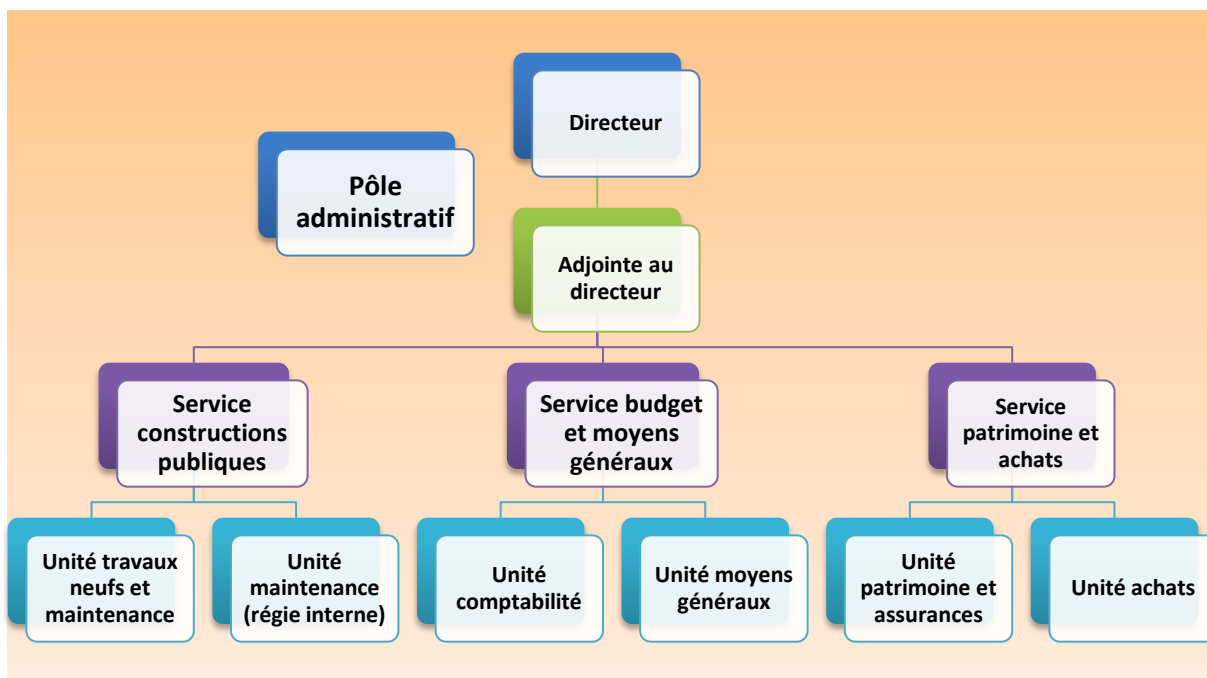 Directeur
Pôle
administratif
Adjointe au
directeur
Service
constructions
publiques
Service budget
et moyens
généraux
Service
patrimoine et
achats
Unité travaux
neufs et
maintenance
Unité
maintenance
(régie interne)
Unité
comptabilité
Unité moyens
généraux
Unité
patrimoine et
assurances
Unité achats